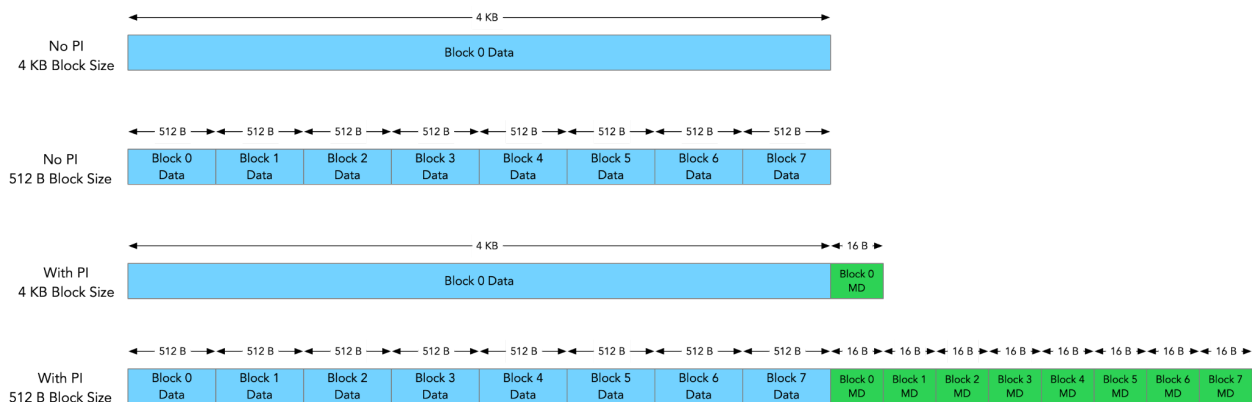 4 KB
No PI
4 KB Block Size
Block 0 Data
512 B 512 B 512 B 512 B 512 B 512 B 512 B 512 B
No PI
512 B Block Size
Block 0 Block 1 Block 2 Block 3 Block 4 Block 5 Block 6 Block 7
Data Data Data Data Data Data Data Data
4 KB 16 B
With PI
4 KB Block Size
Block 0 Data
Block 0
MD
512 B 512 B 512 B 512 B 512 B 512 B 512 B 512 B 16 B 16 B 16 B 16 B 16 B 16 B 16 B 16 B
With PI
512 B Block Size
Block 0 Block 1 Block 2 Block 3 Block 4 Block 5 Block 6 Block 7 Block 0 Block 1 Block 2 Block 3 Block 4 Block 5 Block 6 Block 7
Data Data Data Data Data Data Data Data MD MD MD MD MD MD MD MD